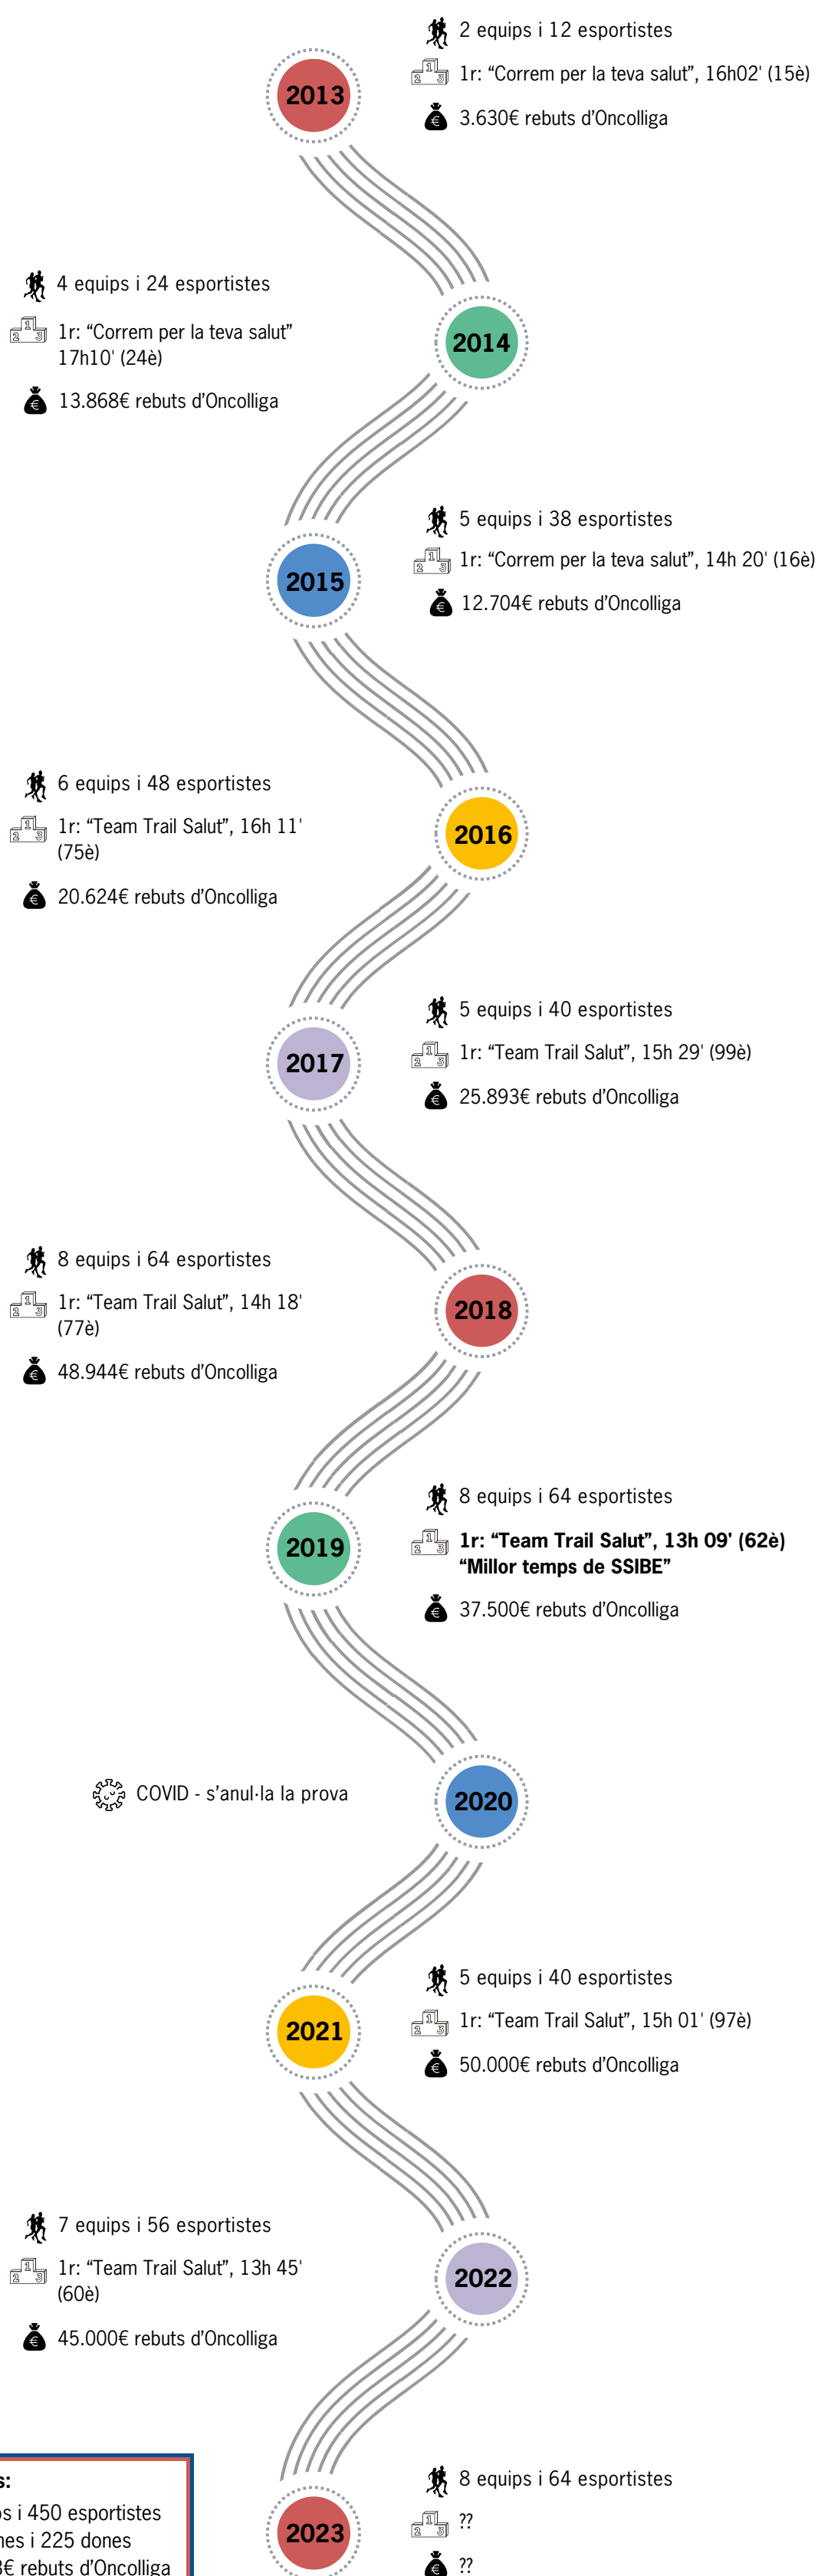 2 equips i 12 esportistes
2013
1r: “Correm per la teva salut”, 16h02' (15è)
3.630€ rebuts d’Oncolliga
4 equips i 24 esportistes
1r: “Correm per la teva salut”
17h10' (24è)
2014
13.868€ rebuts d’Oncolliga
5 equips i 38 esportistes
1r: “Correm per la teva salut”, 14h 20' (16è)
2015
12.704€ rebuts d’Oncolliga
6 equips i 48 esportistes
1r: “Team Trail Salut”, 16h 11'
(75è)
2016
20.624€ rebuts d’Oncolliga
5 equips i 40 esportistes
1r: “Team Trail Salut”, 15h 29' (99è)
2017
25.893€ rebuts d’Oncolliga
8 equips i 64 esportistes
1r: “Team Trail Salut”, 14h 18'
(77è)
2018
48.944€ rebuts d’Oncolliga
8 equips i 64 esportistes
1r: “Team Trail Salut”, 13h 09' (62è)
“Millor temps de SSIBE”
2019
37.500€ rebuts d’Oncolliga
COVID - s’anul·la la prova
2020
5 equips i 40 esportistes
1r: “Team Trail Salut”, 15h 01' (97è)
2021
50.000€ rebuts d’Oncolliga
7 equips i 56 esportistes
1r: “Team Trail Salut”, 13h 45'
(60è)
2022
45.000€ rebuts d’Oncolliga
8 equips i 64 esportistes
??
2023
??
i 450 esportistes
i 225 dones
rebuts d’Oncolliga